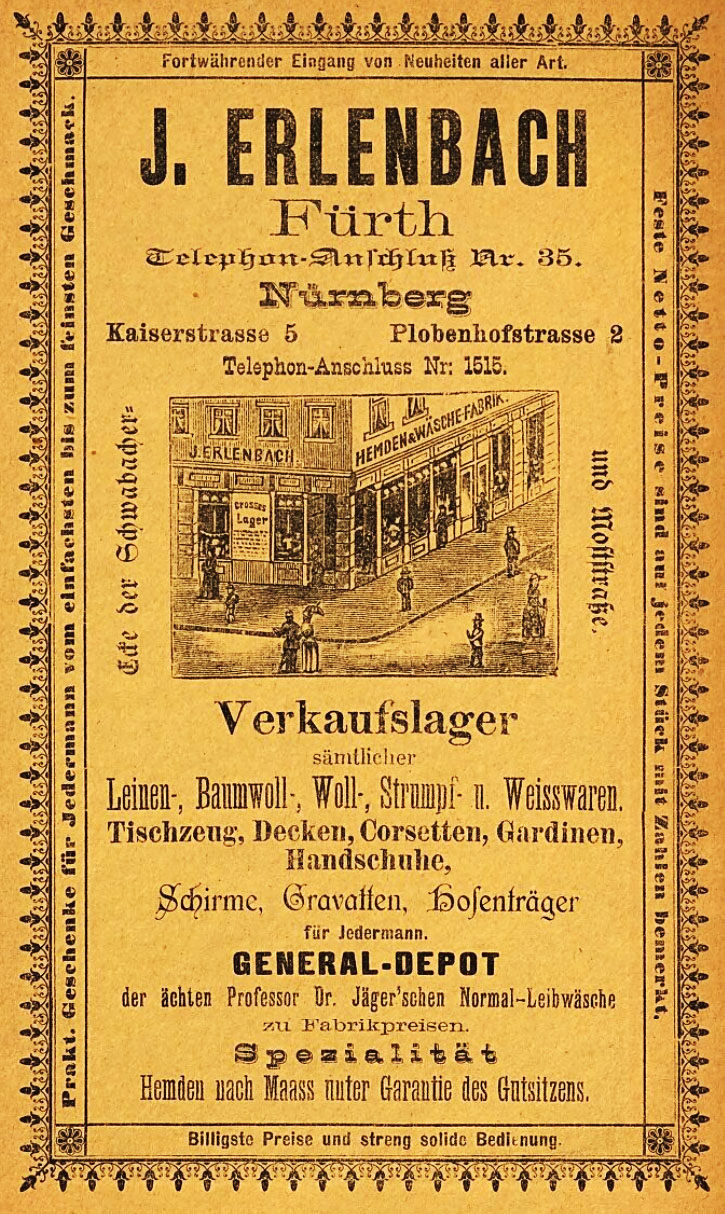 Fortwährender Eingang von Neuheiten aller Art.
J. ERLENBACH
Fürth
Telephon-Anschluß Nr. 35.
Nürnberg
Kaiserstrasse 5 Plobenhofstrasse 2
Telephon-Anschluss Nr: 1515.
Ecke der Schwabacher-
J. ERLENBACH.
HEMDEN & WÄSCHE-FABRIK.
GROSSES
Lager
und Moststraße.
Verkaufslager
sämtlicher
Leinen-, Baumwoll-, Woll-, Strumpf- u. Weisswaren.
Tischzeug, Decken, Corsetten, Gardinen,
Handschuhe,
Schirme, Cravatten, Hosenträger
für Jedermann.
GENERAL-DEPOT
der ächten Professor Dr. Jäger'schen Normal-Leibwäsche
zu Fabrikpreisen.
Spezialität
Hemden nach Maass unter Garantie des Gutsitzens.
Billigste Preise und streng solide Bedienung.
Prakt. Geschenke für Jedermann vom einfachsten bis zum feinsten Geschmack.
Feste Netto-Preise sind auf jedem Stück mit Zahlen bemerkt.